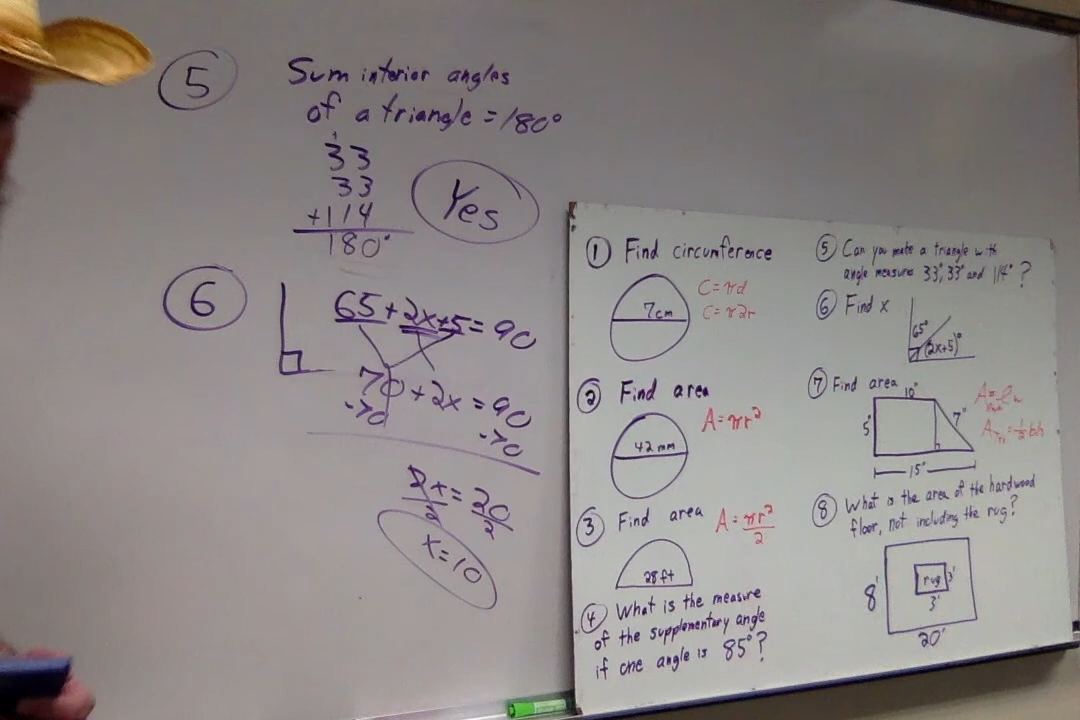 5
Sum interior angles
of a triangle = 180°
1
33
33
+114
180°
Yes
6
65+2x+5=90
70+2x=90
-70 -70
2x=20
2 2
x=10
1 Find circumference
7cm
C=πd
C=π2r
2 Find area
42mm
A=πr²
3 Find area
28ft
A=πr²
2
4 What is the measure
of the supplementary angle
if one angle is 85°?
5 Can you make a triangle with
angle measures 33°, 33° and 114°?
6 Find x
65°
(2x+5)°
7 Find area
10"
5"
7"
15"
A = lw
A = ½bh
8 What is the area of the hardwood
floor, not including the rug?
8'
rug 3'
3'
20'